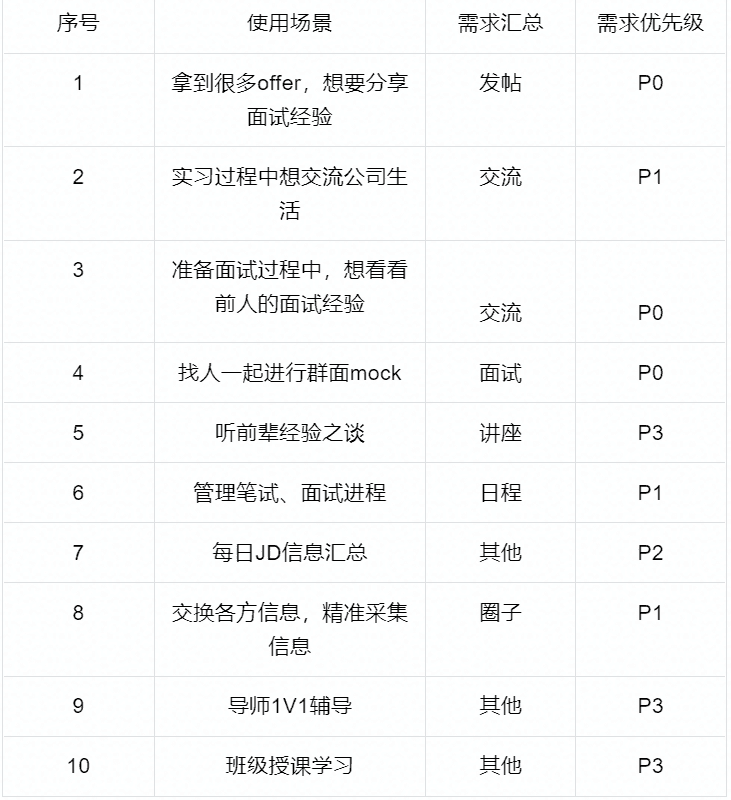 序号 使用场景 需求汇总 需求优先级
1 拿到很多offer，想要分享 发帖 P0
面试经验
2 实习过程中想交流公司生 交流 P1
活
3 准备面试过程中，想看看
前人的面试经验 交流 P0
4 找人一起进行群面mock 面试 P0
5 听前辈经验之谈 讲座 P3
6 管理笔试、面试进程 日程 P1
7 每日JD信息汇总 其他 P2
8 交换各方信息，精准采集 圈子 P1
信息
9 导师1V1辅导 其他 P3
10 班级授课学习 其他 P3